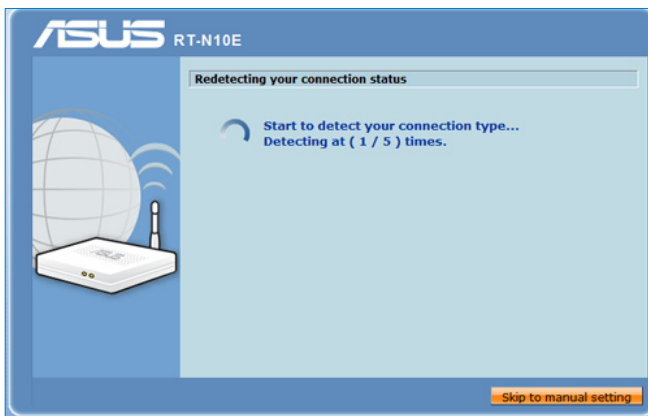 ASUS RT-N10E
Redetecting your connection status
Start to detect your connection type...
Detecting at ( 1 / 5 ) times.
ASUS
Skip to manual setting